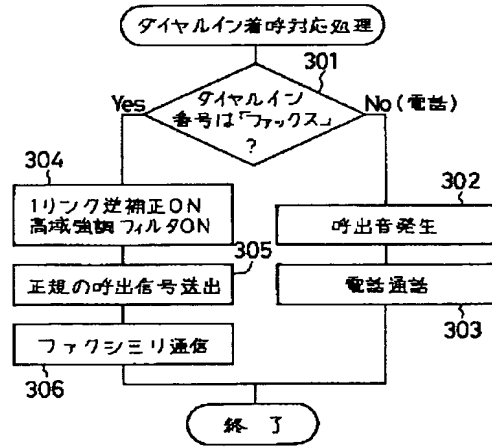 ダイヤルイン着呼対応処理
301
ダイヤルイン
番号は「ファックス」
?
Yes
No(電話)
304
1リンク逆補正ON
高域強調フィルタON
305
正規の呼出信号送出
ファクシミリ通信
306
302
呼出音発生
電話通話
303
終了